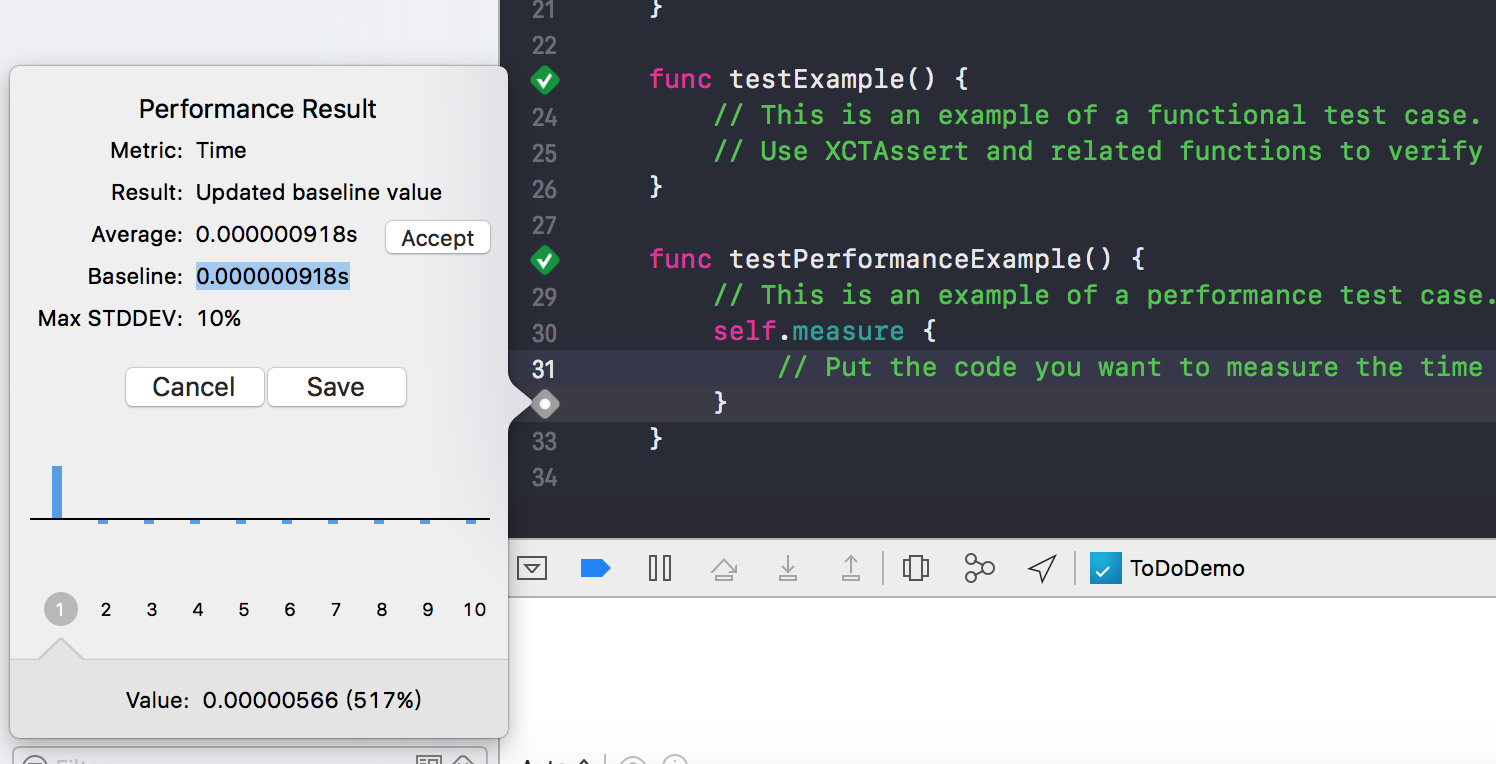 Performance Result
Metric: Time
Result: Updated baseline value
Average: 0.000000918s Accept
Baseline: 0.000000918s
Max STDDEV: 10%
Cancel Save
1 2 3 4 5 6 7 8 9 10
Value: 0.00000566 (517%)
21 }
22
func testExample() {
24 // This is an example of a functional test case.
25 // Use XCTAssert and related functions to verify
26 }
27
func testPerformanceExample() {
29 // This is an example of a performance test case.
30 self.measure {
31 // Put the code you want to measure the time
}
33 }
34
ToDoDemo